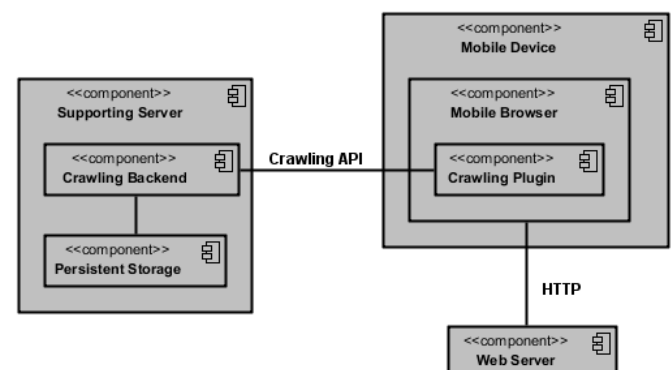 <<component>>
Mobile Device
<<component>>
Supporting Server
<<component>>
Mobile Browser
<<component>>
Crawling Backend
Crawling API
<<component>>
Crawling Plugin
<<component>>
Persistent Storage
HTTP
<<component>>
Web Server